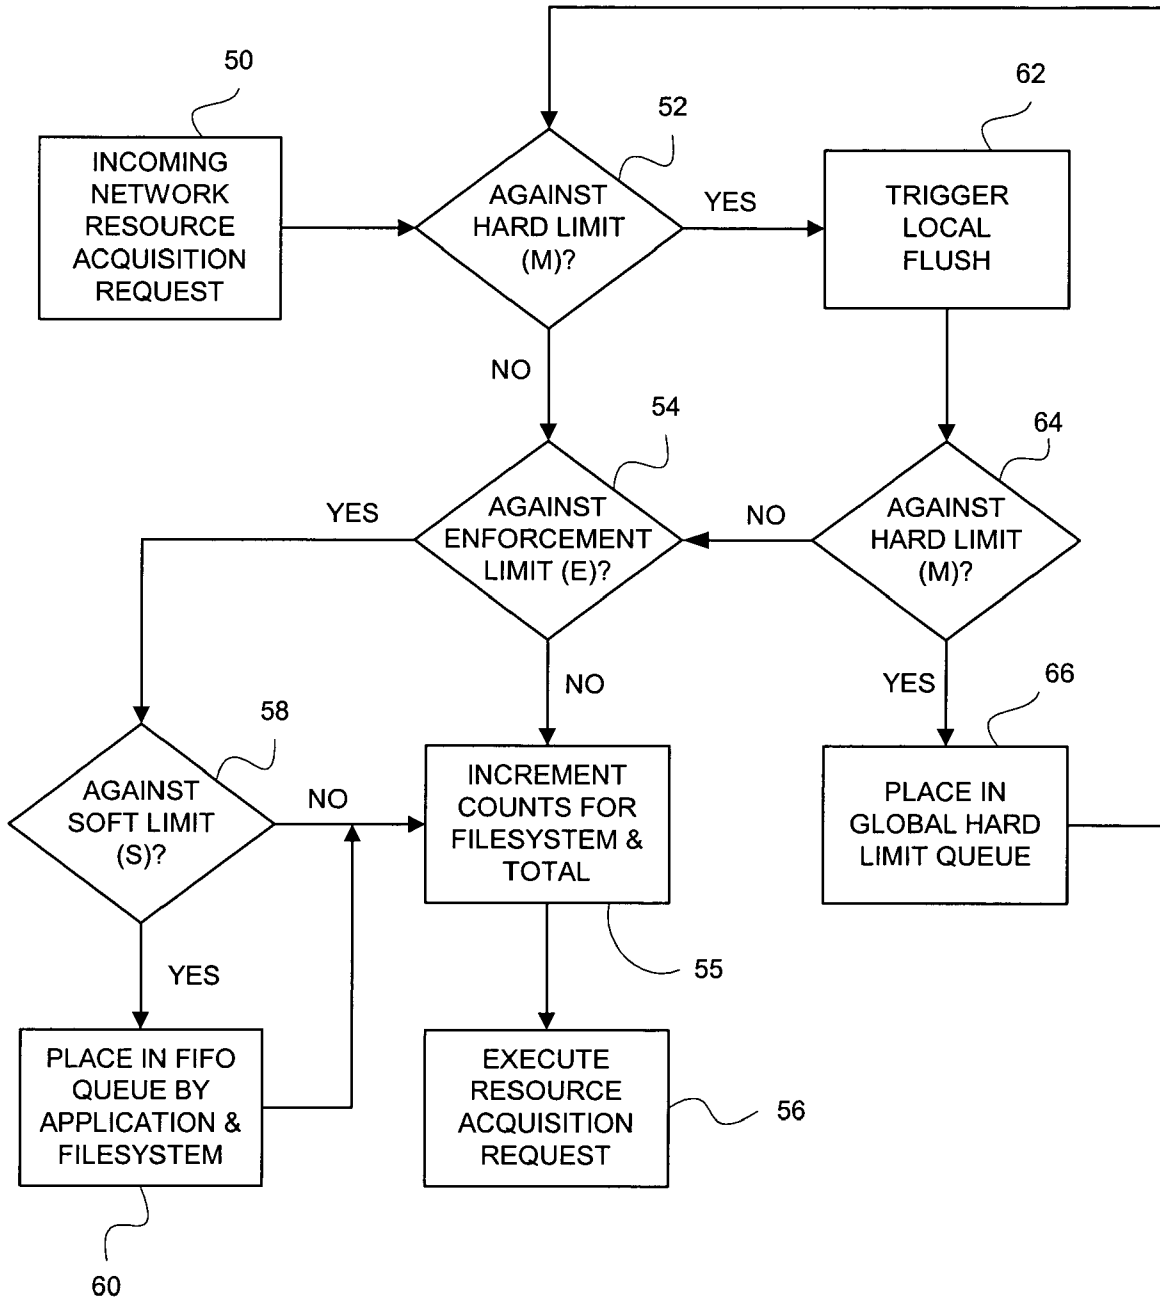 50
INCOMING
NETWORK
RESOURCE
ACQUISITION
REQUEST
52
AGAINST
HARD LIMIT
(M)?
YES
62
TRIGGER
LOCAL
FLUSH
NO
54
AGAINST
ENFORCEMENT
LIMIT (E)?
YES
NO
64
AGAINST
HARD LIMIT
(M)?
NO
YES
66
PLACE IN
GLOBAL HARD
LIMIT QUEUE
58
AGAINST
SOFT LIMIT
(S)?
NO
INCREMENT
COUNTS FOR
FILESYSTEM &
TOTAL
55
YES
PLACE IN FIFO
QUEUE BY
APPLICATION &
FILESYSTEM
60
EXECUTE
RESOURCE
ACQUISITION
REQUEST
56